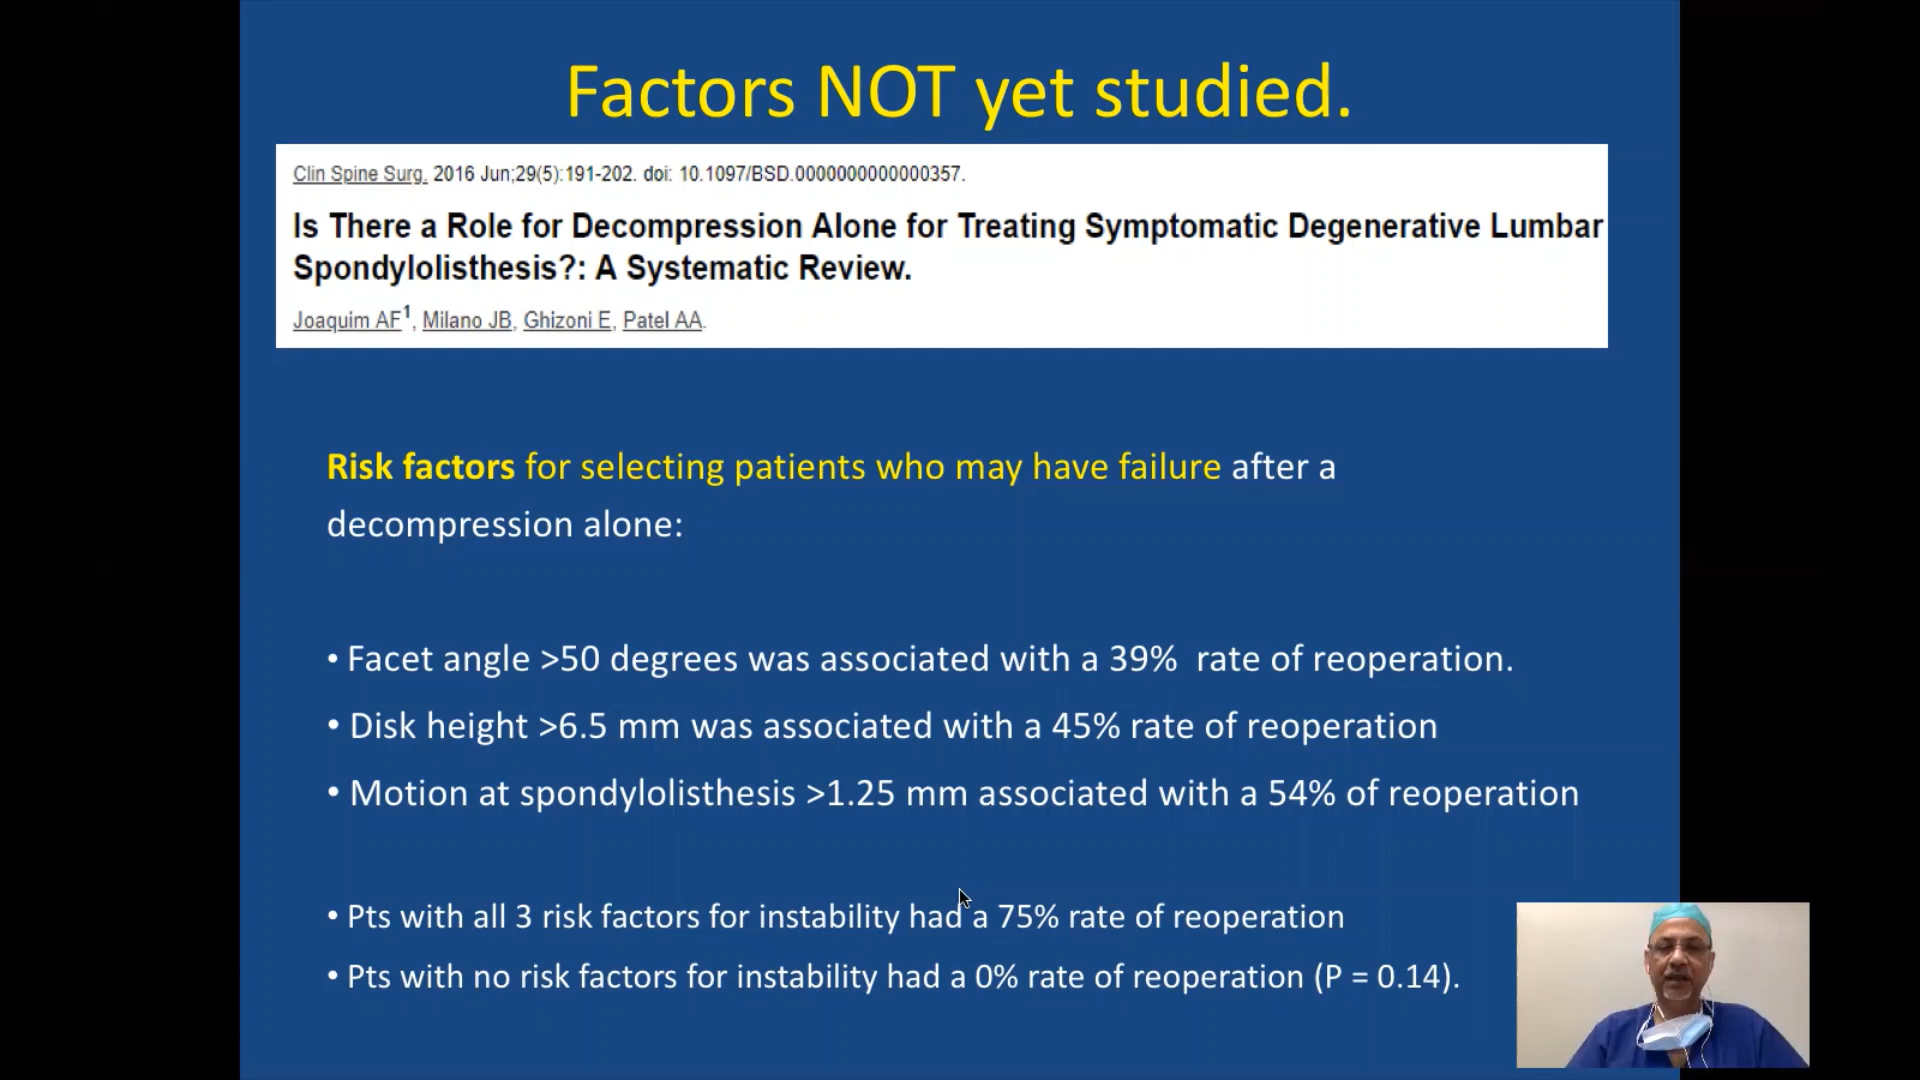 Factors NOT yet studied.
Clin Spine Surg. 2016 Jun;29(5):191-202. doi: 10.1097/BSD.0000000000000357.
Is There a Role for Decompression Alone for Treating Symptomatic Degenerative Lumbar
Spondylolisthesis?: A Systematic Review.
Joaquim AF1, Milano JB, Ghizoni E, Patel AA.
Risk factors for selecting patients who may have failure after a
decompression alone:
• Facet angle >50 degrees was associated with a 39% rate of reoperation.
• Disk height >6.5 mm was associated with a 45% rate of reoperation
• Motion at spondylolisthesis >1.25 mm associated with a 54% of reoperation
• Pts with all 3 risk factors for instability had a 75% rate of reoperation
• Pts with no risk factors for instability had a 0% rate of reoperation (P = 0.14).